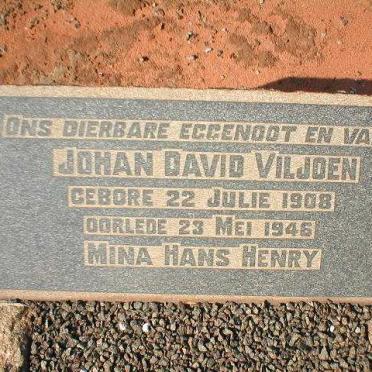 ONS DIERBARE EGGENOOT EN VA
JOHAN DAVID VILJOEN
GEBORE 22 JULIE 1908
OORLEDE 23 MEI 1946
MINA HANS HENRY